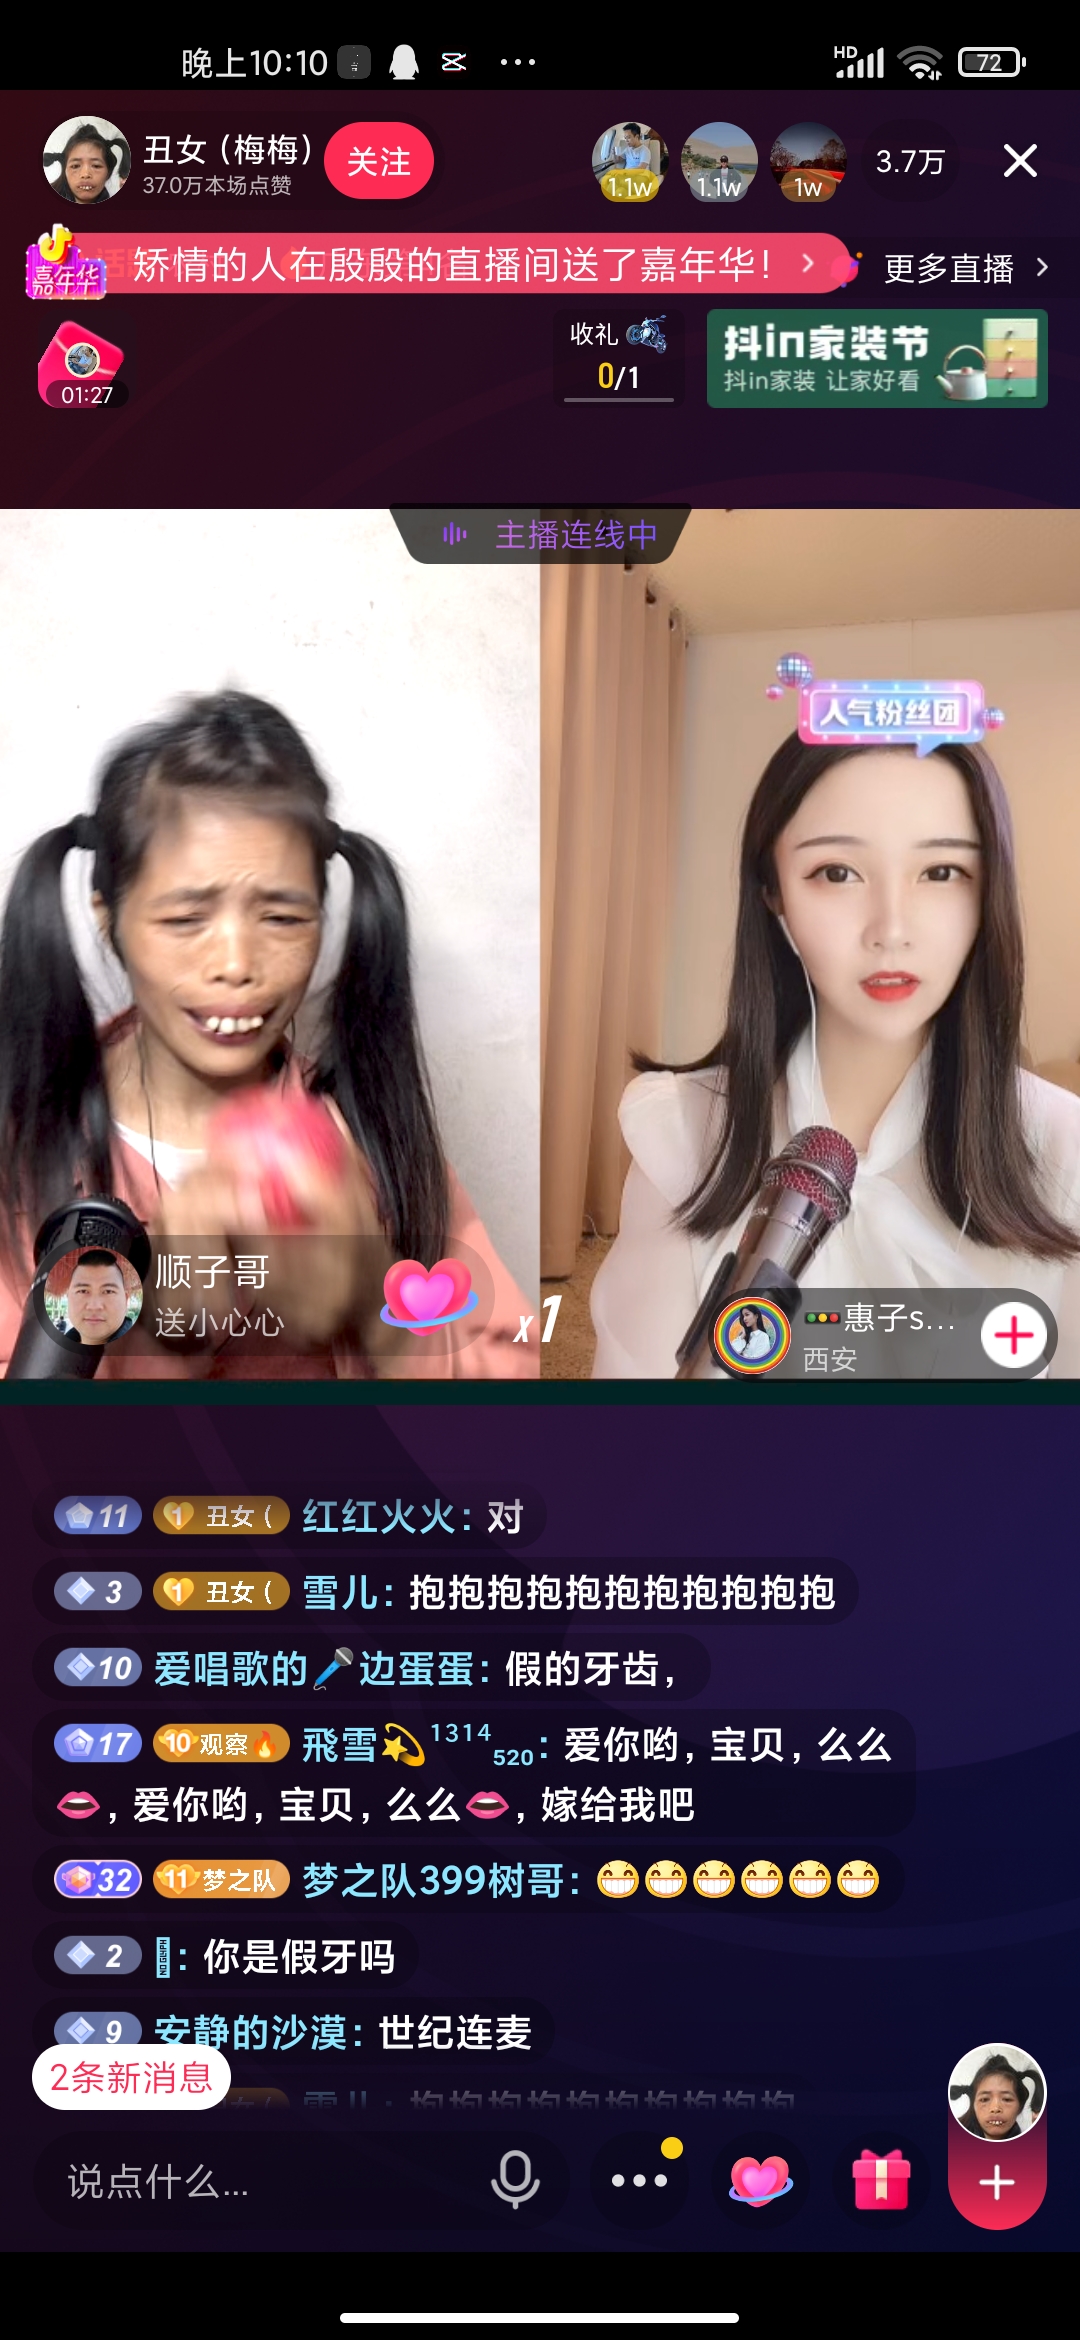 晚上10:10
HD
72
丑女（梅梅）
37.0万本场点赞
关注
1.1w
1.1w
1w
3.7万
嘉年华
矫情的人在殷殷的直播间送了嘉年华！
更多直播
01:27
收礼
0/1
抖in家装节
抖in家装 让家好看
主播连线中
人气粉丝团
顺子哥
送小心心
x1
惠子s...
西安
11 1 丑女（ 红红火火：对
3 1 丑女（ 雪儿：抱抱抱抱抱抱抱抱抱抱抱
10 爱唱歌的🎤边蛋蛋：假的牙齿，
17 10 观察🔥 飛雪💫¹³¹⁴₅₂₀：爱你哟，宝贝，么么
👄，爱你哟，宝贝，么么👄，嫁给我吧
32 11 梦之队 梦之队399树哥：😁😁😁😁😁😁
2 ：你是假牙吗
9 安静的沙漠：世纪连麦
2条新消息
说点什么...